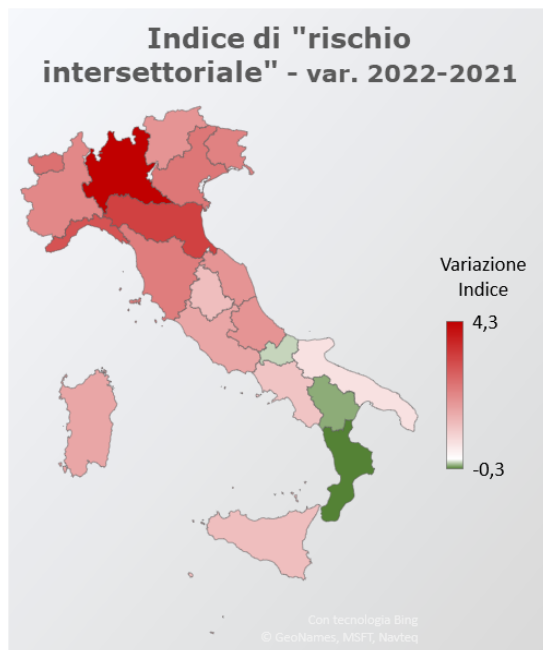 Indice di "rischio
intersettoriale" - var. 2022-2021
Variazione
Indice
4,3
-0,3
Con tecnologia Bing
© GeoNames, MSFT, Navteq